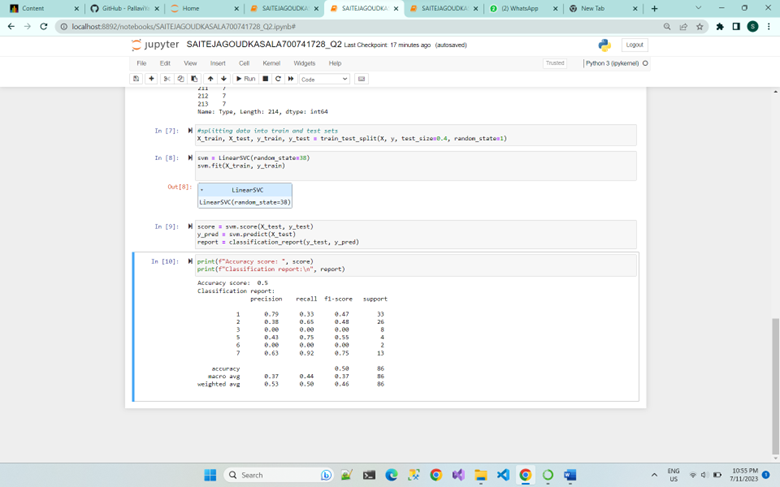 Content
GitHub - Pallavi
Home
SAITEJAGOUDKASAL
SAITEJAGOUDKASAL
SAITEJAGOUDKASAL
(2) WhatsApp
New Tab
localhost:8892/notebooks/SAITEJAGOUDKASALA700741728_Q2.ipynb#
jupyter SAITEJAGOUDKASALA700741728_Q2 Last Checkpoint: 17 minutes ago (autosaved)
Logout
File Edit View Insert Cell Kernel Widgets Help
Trusted Python 3 (ipykernel)
Run Code
211 7
212 7
213 7
Name: Type, Length: 214, dtype: int64
In [7]: #splitting data into train and test sets
X_train, X_test, y_train, y_test = train_test_split(X, y, test_size=0.4, random_state=1)
In [8]: svm = LinearSVC(random_state=38)
svm.fit(X_train, y_train)
Out[8]: LinearSVC
LinearSVC(random_state=38)
In [9]: score = svm.score(X_test, y_test)
y_pred = svm.predict(X_test)
report = classification_report(y_test, y_pred)
In [10]: print(f"Accuracy score: ", score)
print(f"Classification report:\n", report)
Accuracy score: 0.5
Classification report:
precision recall f1-score support
1 0.79 0.33 0.47 33
2 0.38 0.65 0.48 26
3 0.00 0.00 0.00 8
5 0.43 0.75 0.55 4
6 0.00 0.00 0.00 2
7 0.63 0.92 0.75 13
accuracy 0.50 86
macro avg 0.37 0.44 0.37 86
weighted avg 0.53 0.50 0.46 86
Search
ENG
US
10:55 PM
7/11/2023